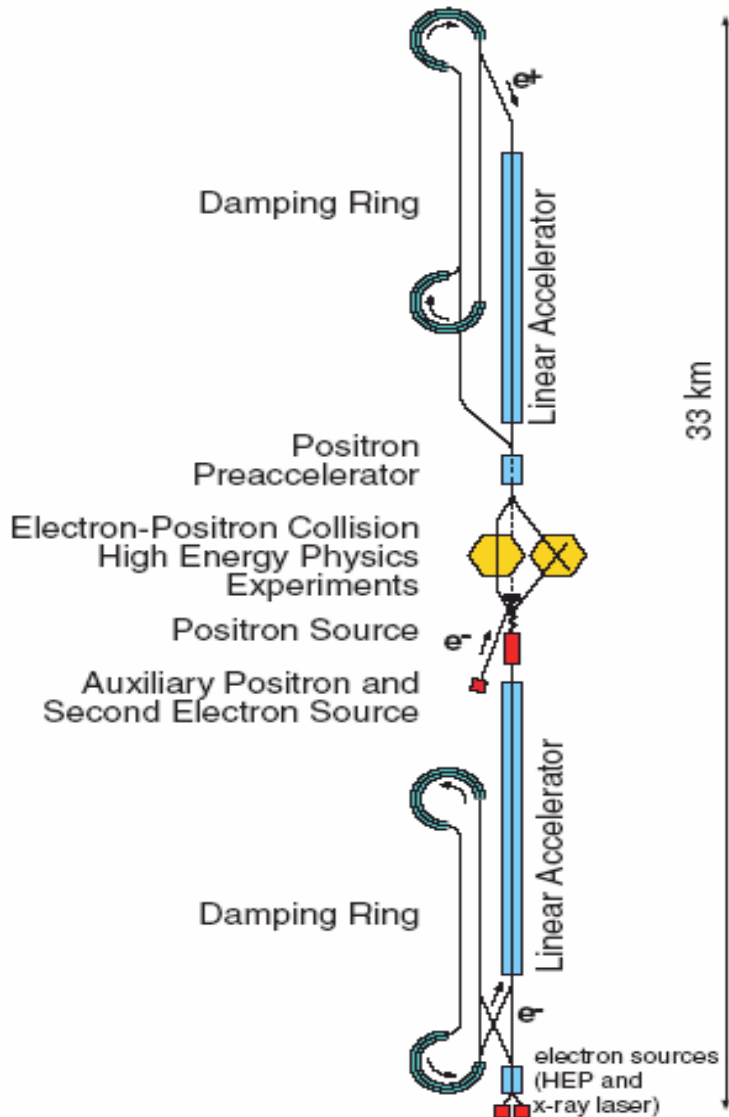 e+
Damping Ring
Linear Accelerator
33 km
Positron
Preaccelerator
Electron-Positron Collision
High Energy Physics
Experiments
Positron Source
e-
Auxiliary Positron and
Second Electron Source
Linear Accelerator
Damping Ring
e-
electron sources
(HEP and
x-ray laser)